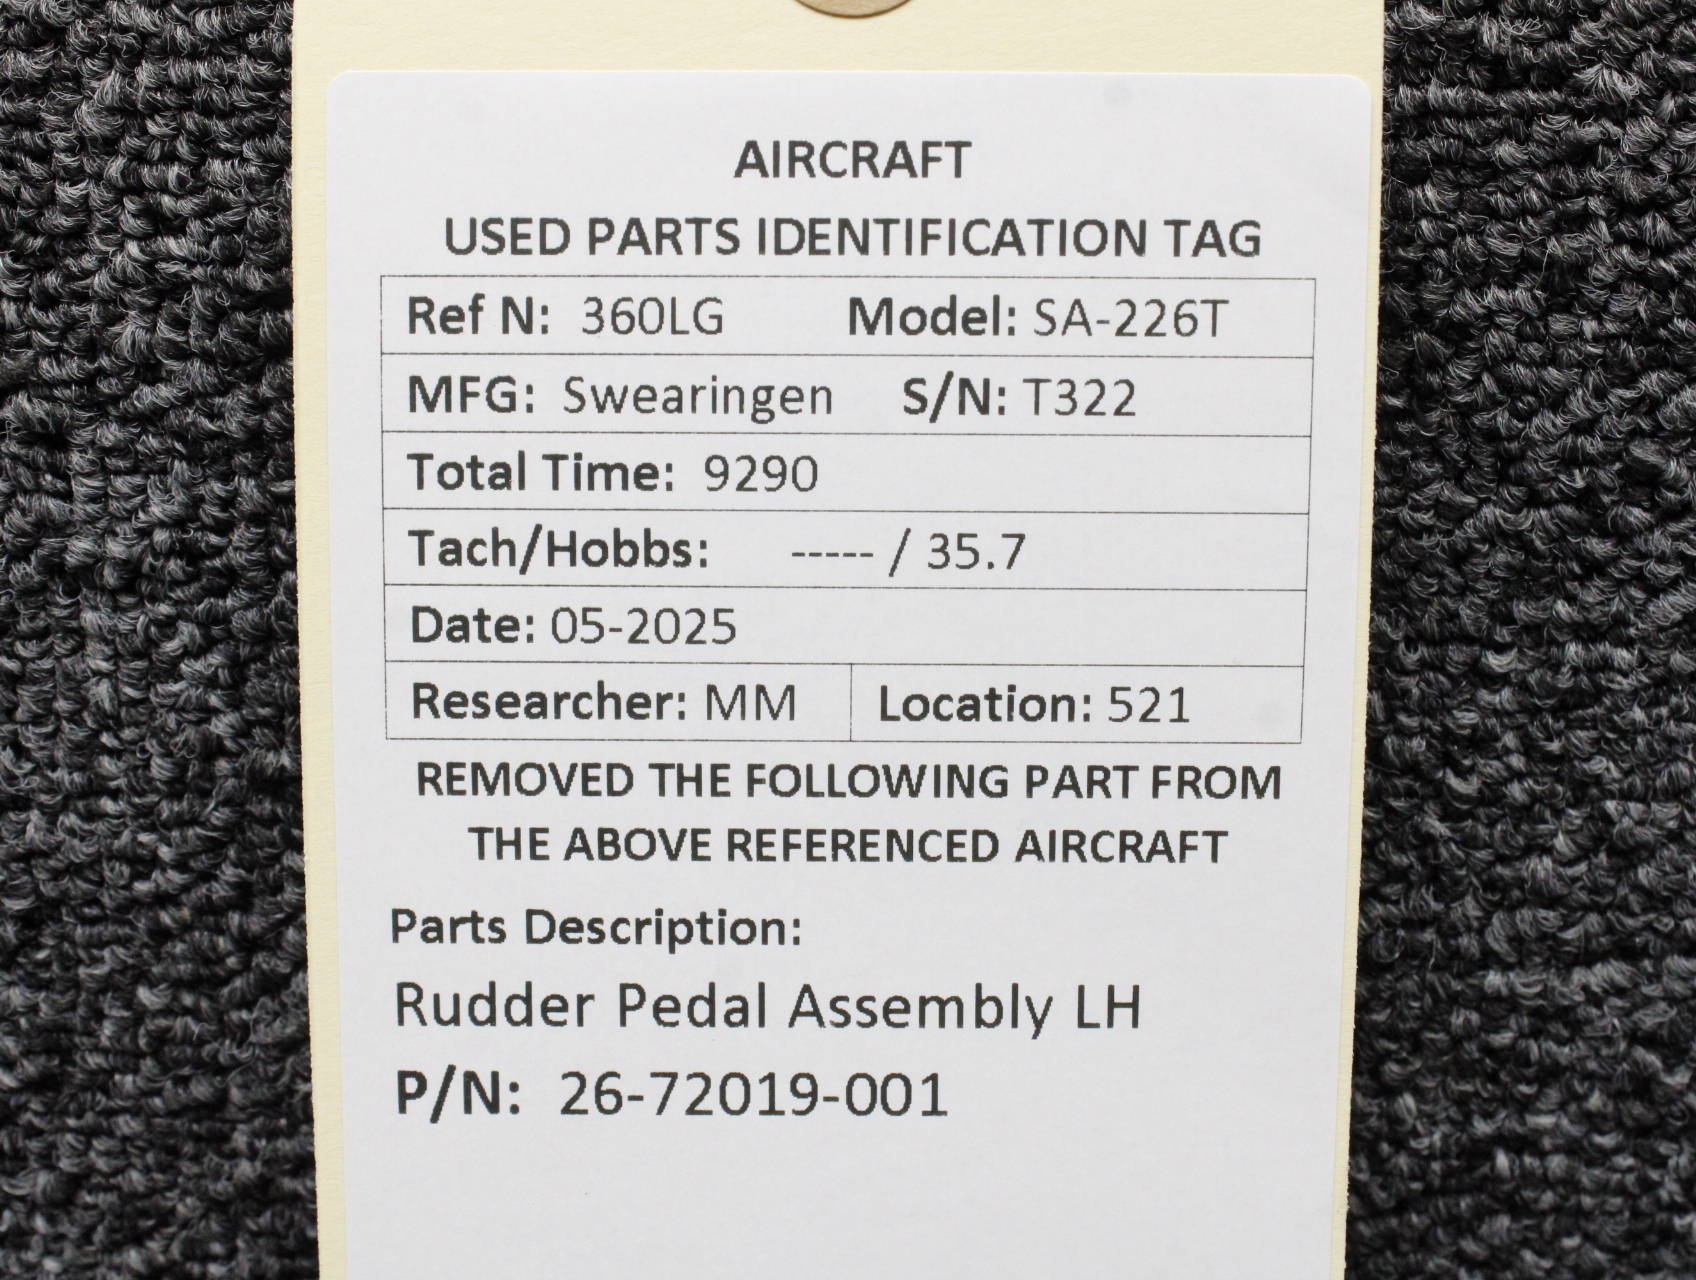 AIRCRAFT
USED PARTS IDENTIFICATION TAG
Ref N: 360LG Model: SA-226T
MFG: Swearingen S/N: T322
Total Time: 9290
Tach/Hobbs: ----- / 35.7
Date: 05-2025
Researcher: MM Location: 521
REMOVED THE FOLLOWING PART FROM
THE ABOVE REFERENCED AIRCRAFT
Parts Description:
Rudder Pedal Assembly LH
P/N: 26-72019-001